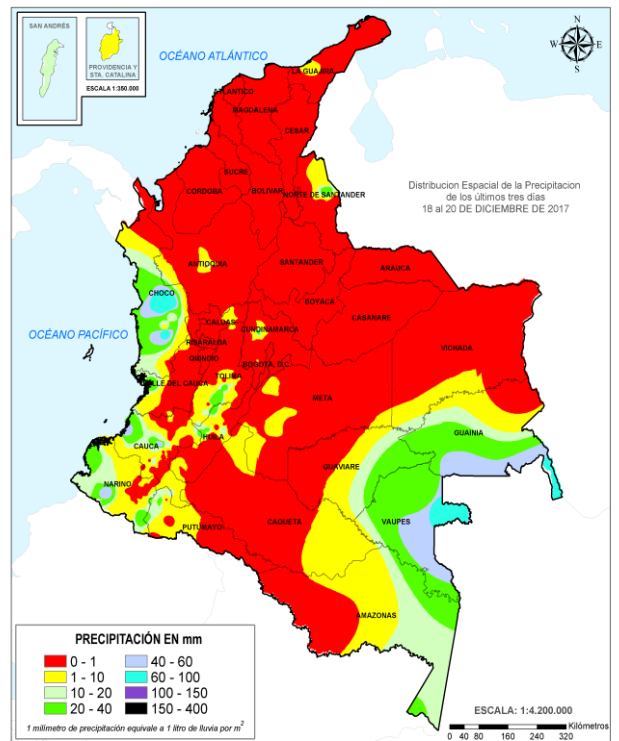 SAN ANDRÉS
PROVIDENCIA Y
STA. CATALINA
ESCALA 1:350.000
OCÉANO ATLÁNTICO
N
W
E
S
LA GUAJIRA
ATLANTICO
MAGDALENA
CESAR
SUCRE
CORDOBA
BOLIVAR
NORTE DE SANTANDER
Distribucion Espacial de la Precipitacion
de los últimos tres días
18 al 20 DE DICIEMBRE DE 2017
ANTIOQUIA
SANTANDER
ARAUCA
CHOCO
BOYACA
CASANARE
OCÉANO PACÍFICO
CALDAS
CUNDINAMARCA
RISARALDA
VICHADA
QUINDIO
BOGOTA, D.C.
TOLIMA
VALLE DEL CAUCA
META
GUAINIA
HUILA
CAUCA
GUAVIARE
NARIÑO
VAUPES
CAQUETA
PUTUMAYO
AMAZONAS
PRECIPITACIÓN EN mm
0 - 1
40 - 60
1 - 10
60 - 100
10 - 20
100 - 150
20 - 40
150 - 400
1 milímetro de precipitación equivale a 1 litro de lluvia por m²
ESCALA: 1:4.200.000
Kilómetros
0 40 80 160 240 320